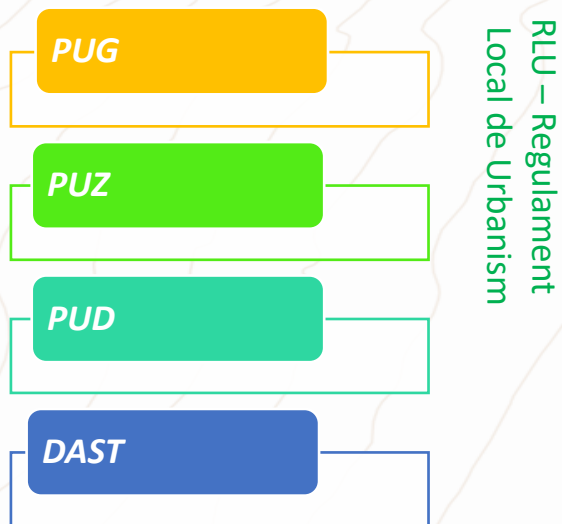 PUG
PUZ
PUD
DAST
RLU – Regulament
Local de Urbanism